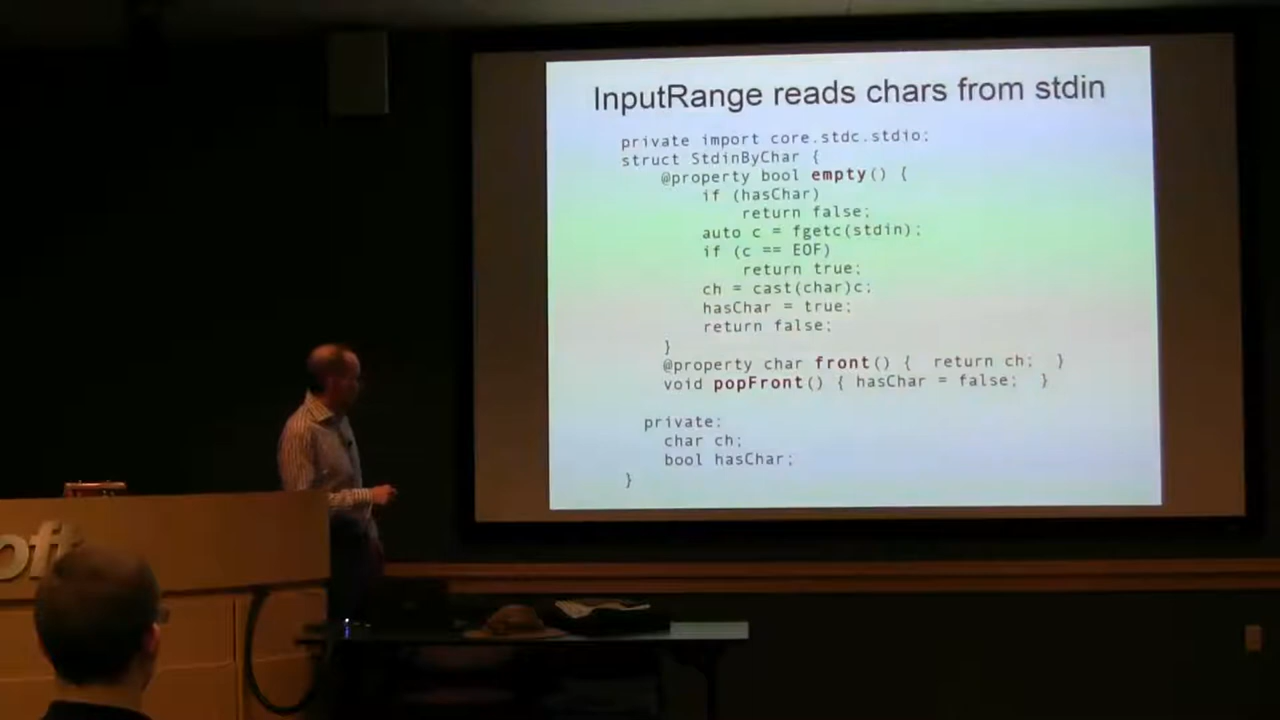 InputRange reads chars from stdin
private import core.stdc.stdio;
struct StdinByChar {
@property bool empty() {
if (hasChar)
return false;
auto c = fgetc(stdin);
if (c == EOF)
return true;
ch = cast(char)c;
hasChar = true;
return false;
}
@property char front() { return ch; }
void popFront() { hasChar = false; }
private:
char ch;
bool hasChar;
}
oft